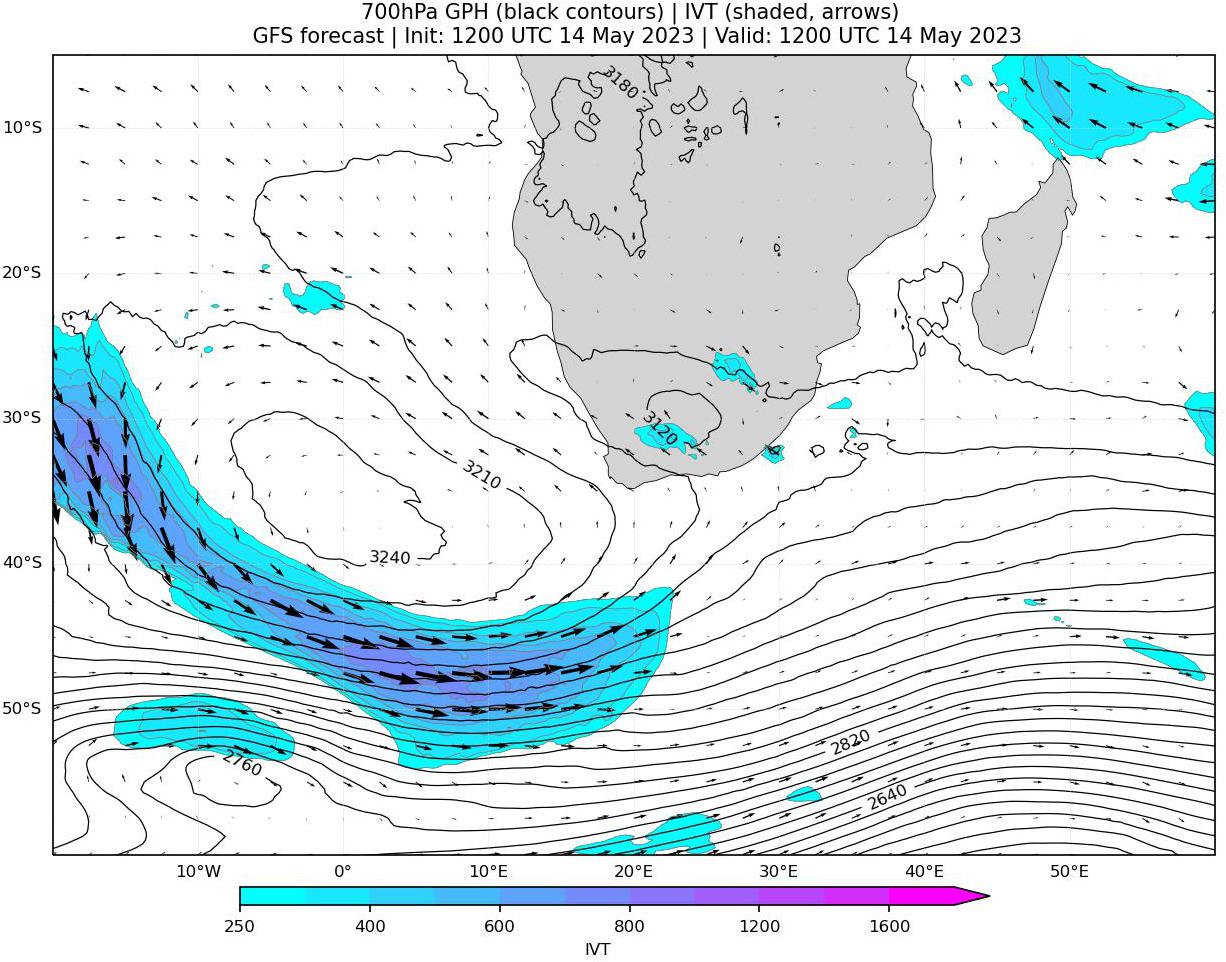 700hPa GPH (black contours) | IVT (shaded, arrows)
GFS forecast | Init: 1200 UTC 14 May 2023 | Valid: 1200 UTC 14 May 2023
3180
10°S
20°S
30°S
3120
3210
3240
40°S
50°S
2820
2760
2640
10°W 0° 10°E 20°E 30°E 40°E 50°E
250 400 600 800 1200 1600
IVT